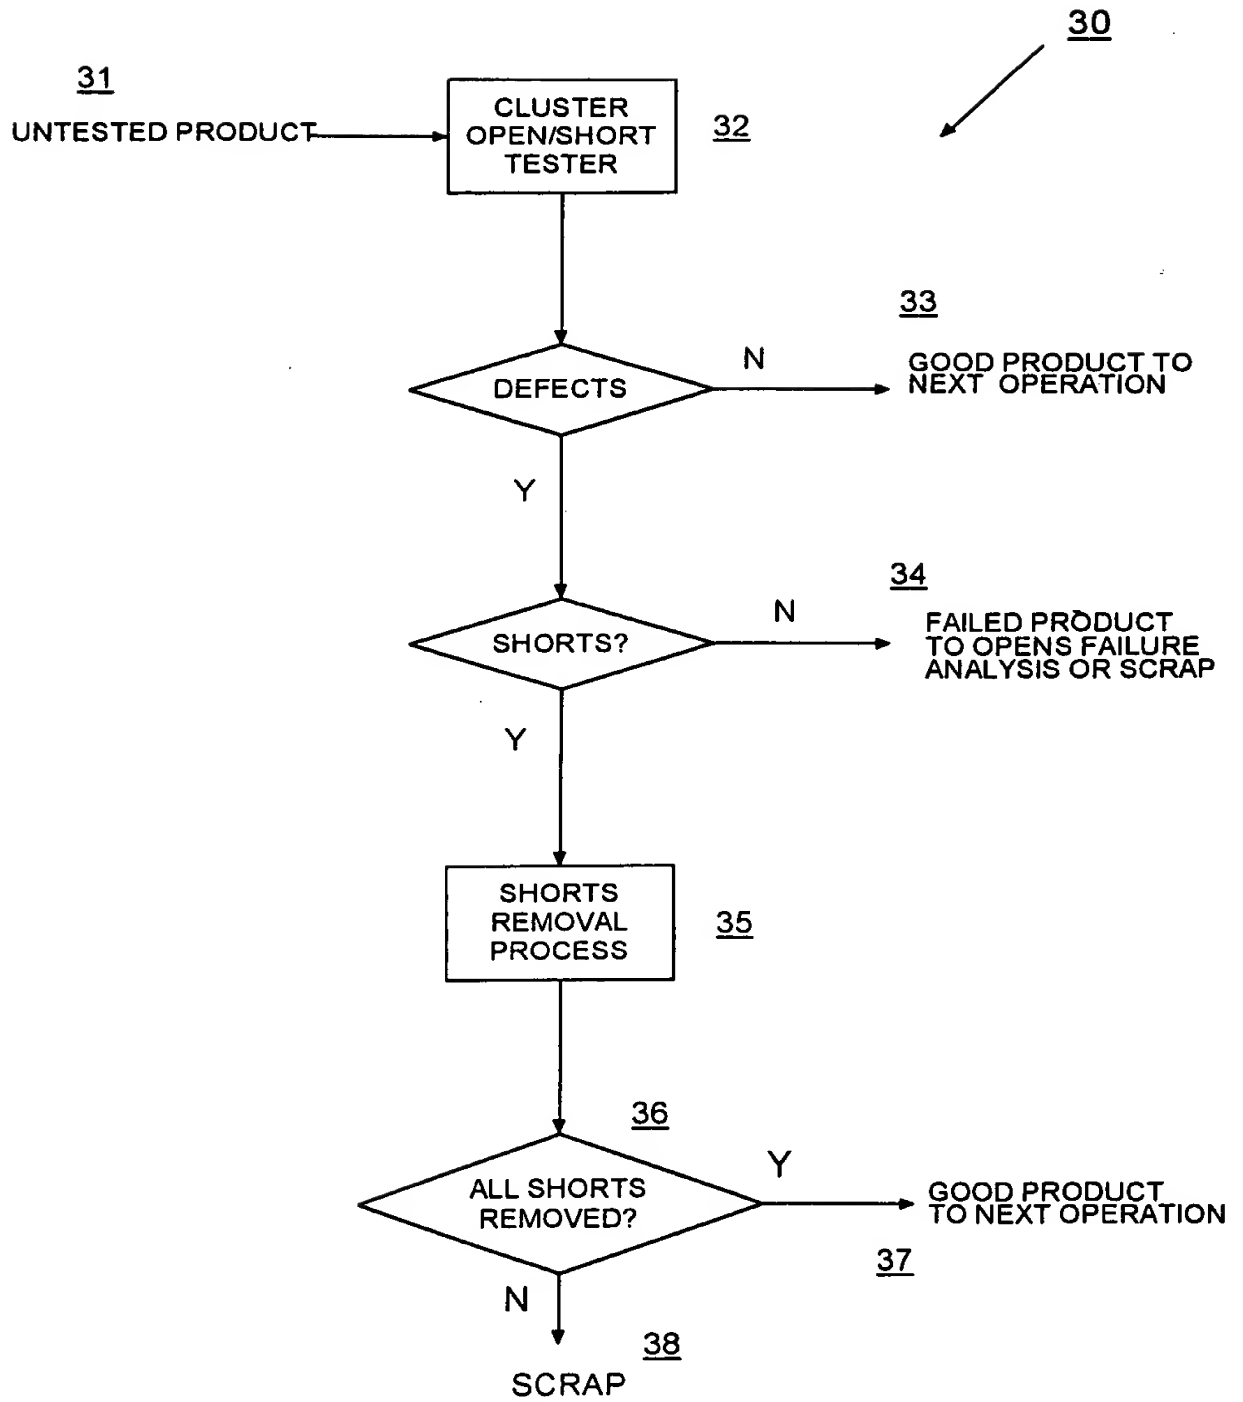 30
31
UNTESTED PRODUCT
CLUSTER
OPEN/SHORT
TESTER
32
33
DEFECTS
N
GOOD PRODUCT TO
NEXT OPERATION
Y
34
SHORTS?
N
FAILED PRODUCT
TO OPENS FAILURE
ANALYSIS OR SCRAP
Y
SHORTS
REMOVAL
PROCESS
35
36
ALL SHORTS
REMOVED?
Y
GOOD PRODUCT
TO NEXT OPERATION
37
N
38
SCRAP